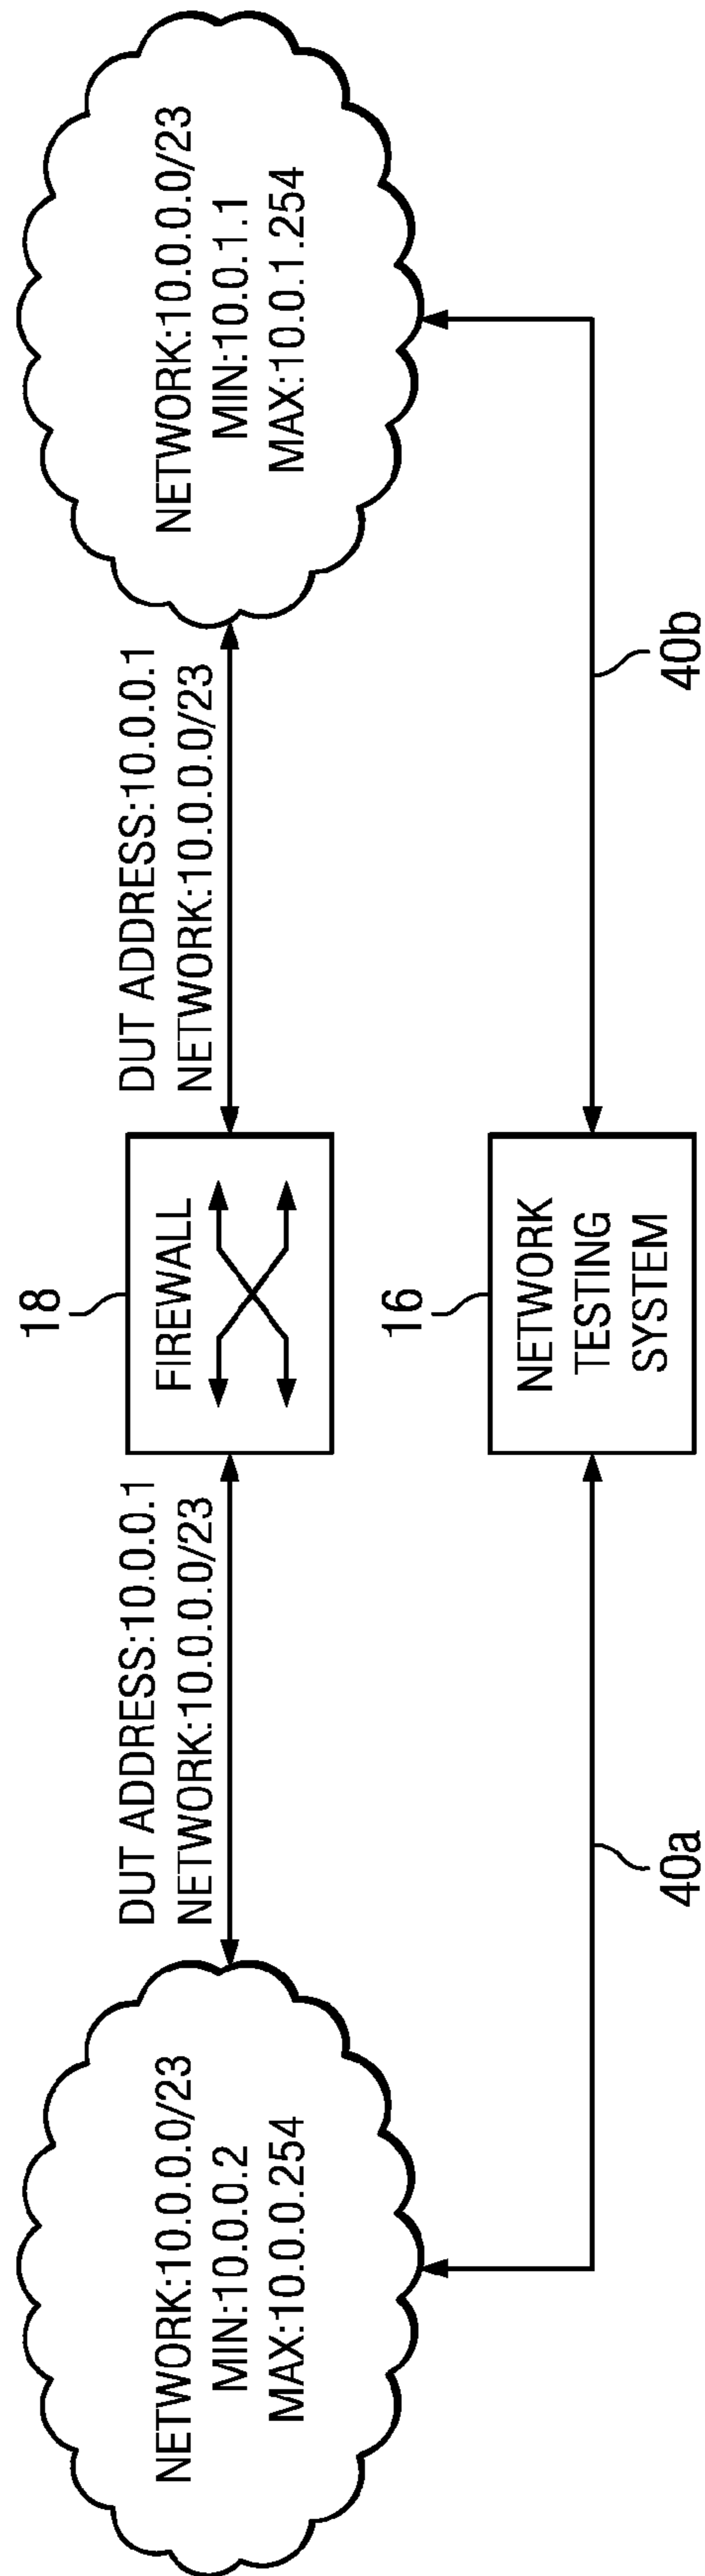 NETWORK:10.0.0.0/23
MIN:10.0.0.2
MAX:10.0.0.254
DUT ADDRESS:10.0.0.1
NETWORK:10.0.0.0/23
18
FIREWALL
DUT ADDRESS:10.0.0.1
NETWORK:10.0.0.0/23
NETWORK:10.0.0.0/23
MIN:10.0.1.1
MAX:10.0.1.254
40a
16
NETWORK
TESTING
SYSTEM
40b